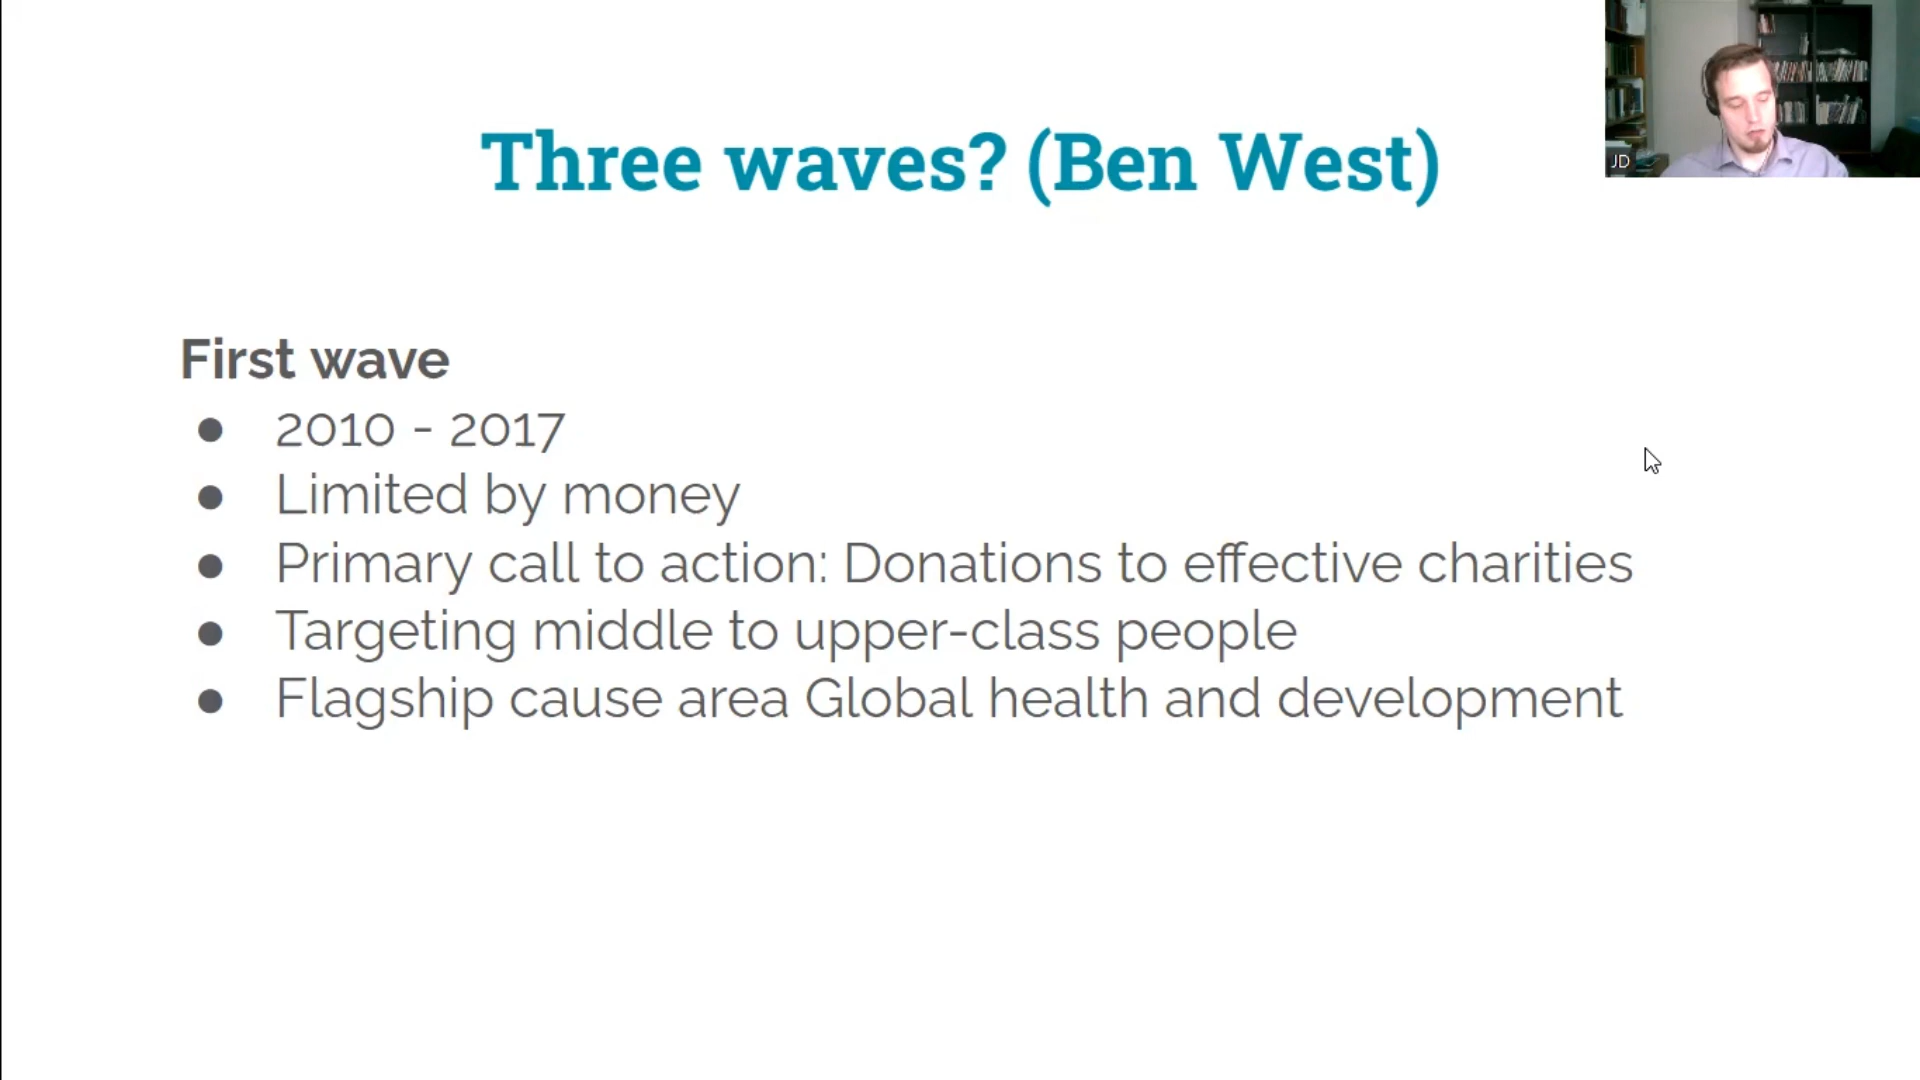 Three waves? (Ben West)
JD
First wave
● 2010 - 2017
● Limited by money
● Primary call to action: Donations to effective charities
● Targeting middle to upper-class people
● Flagship cause area Global health and development